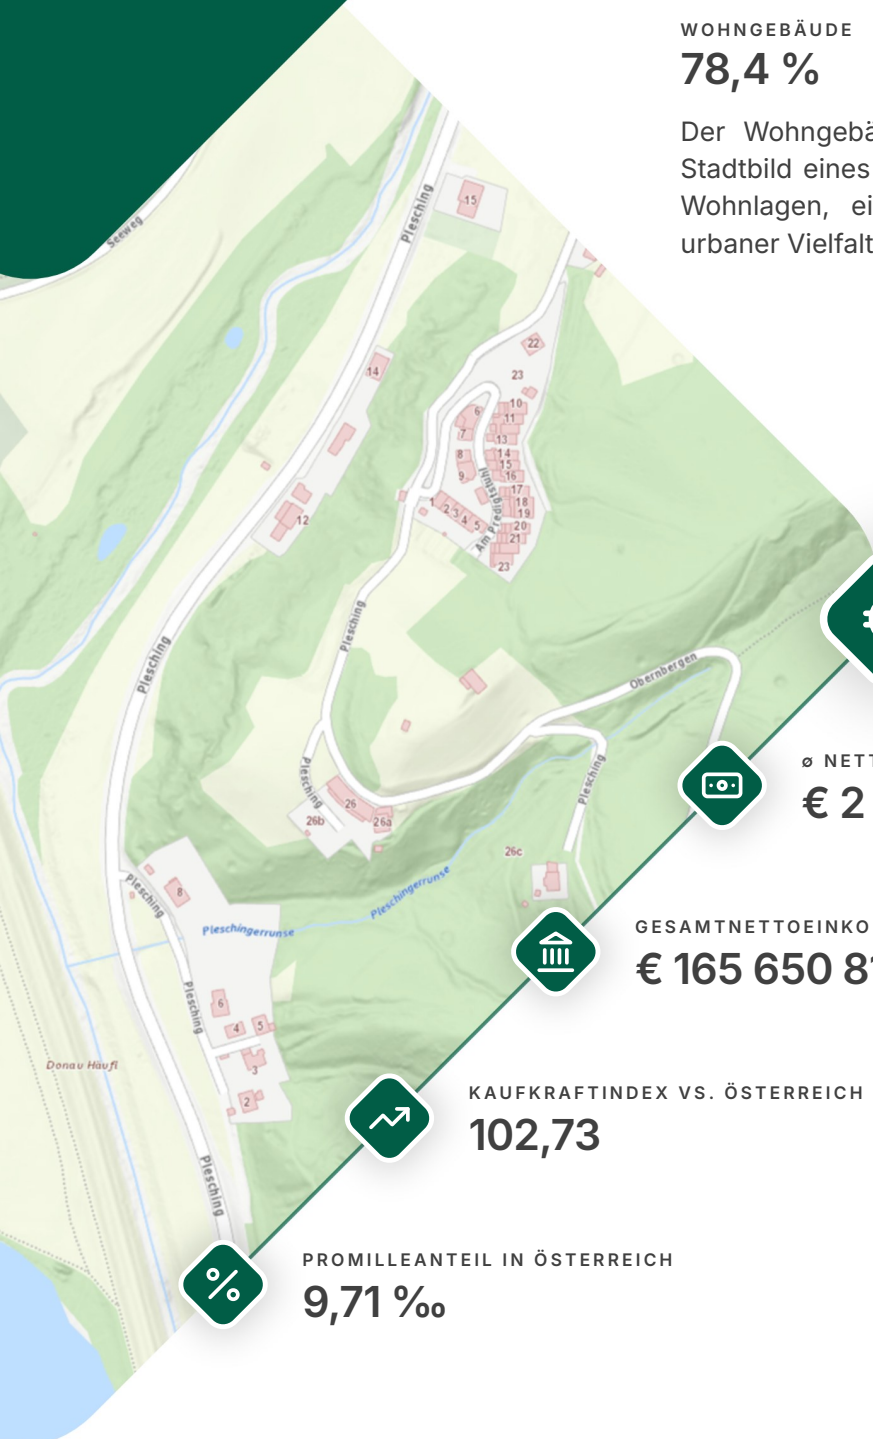 WOHNGEBÄUDE
78,4 %
Der Wohngebä
Stadtbild eines
Wohnlagen, ei
urbaner Vielfalt
Seeweg
Plesching
15
22
14
23
10
6
11
7
13
8
14
15
9
16
17
1
18
2
3
19
4
5
20
12
21
Am Predigtstuhl
23
Plesching
Plesching
Obernbergen
Plesching
Plesching
26
26b
26a
26c
Plesching
8
Pleschingerrunse
Pleschingerrunse
Plesching
6
4
5
3
Donau Häufl
2
Plesching
ø NETT
€ 2
GESAMTNETTOEINKO
€ 165 650 81
KAUFKRAFTINDEX VS. ÖSTERREICH
102,73
PROMILLEANTEIL IN ÖSTERREICH
9,71 ‰